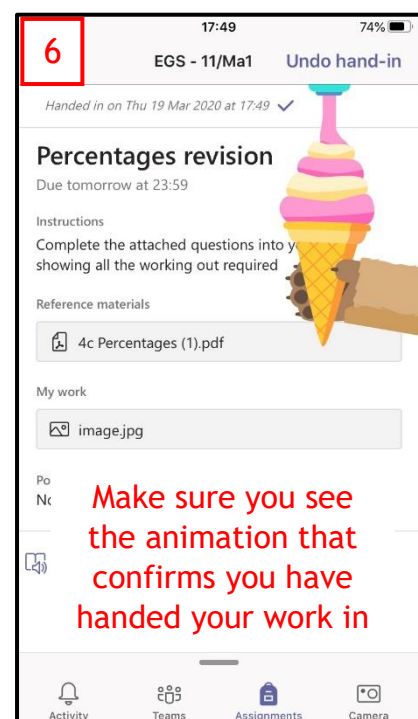 6
17:49
74%
EGS - 11/Ma1
Undo hand-in
Handed in on Thu 19 Mar 2020 at 17:49
Percentages revision
Due tomorrow at 23:59
Instructions
Complete the attached questions into
showing all the working out required
Reference materials
4c Percentages (1).pdf
My work
image.jpg
Make sure you see
the animation that
confirms you have
handed your work in
Activity
Teams
Assignments
Camera